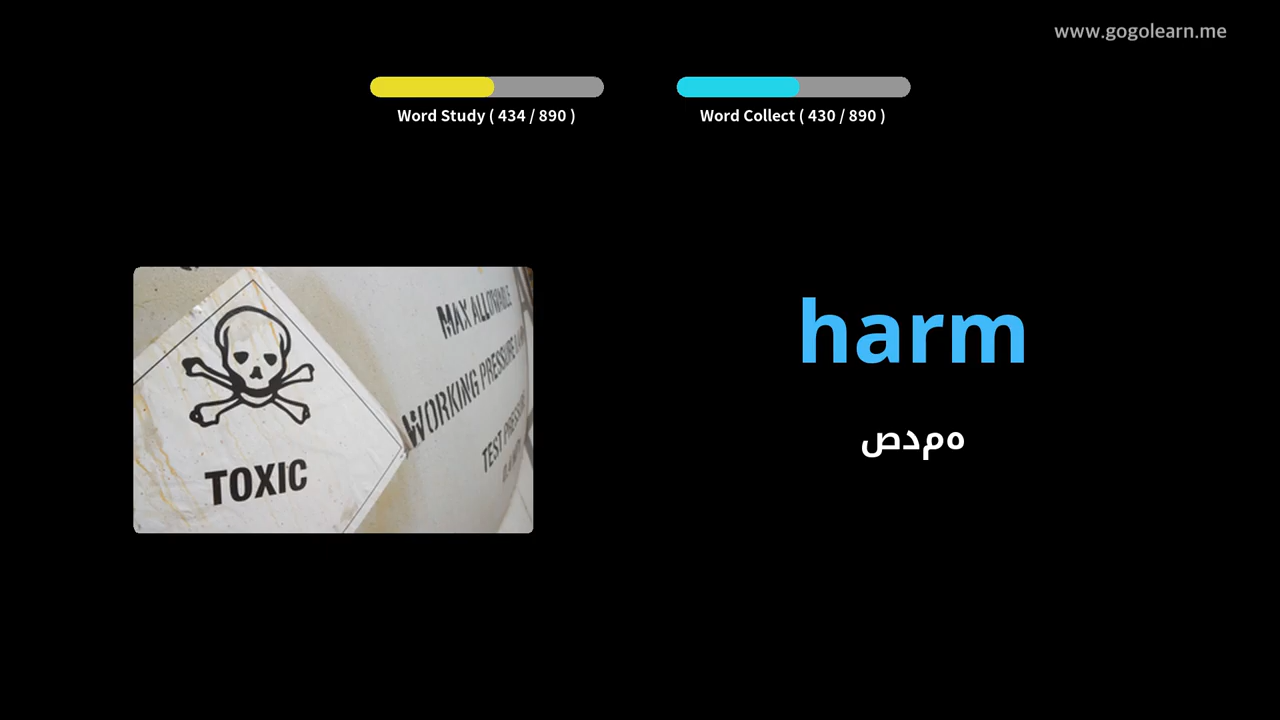 www.gogolearn.me
Word Study ( 434 / 890 )
Word Collect ( 430 / 890 )
MAX ALLOWABLE
WORKING PRESSURE
TEST PRESSURE
TOXIC
harm
صدمه